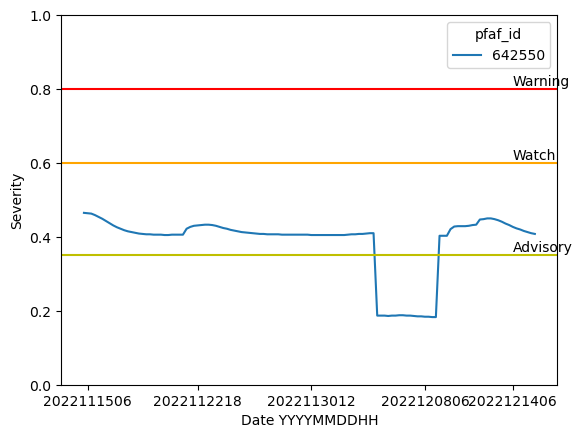 pfaf_id
642550
1.0
0.8
0.6
0.4
0.2
0.0
Severity
Warning
Watch
Advisory
2022111506 2022112218 2022113012 2022120806 2022121406
Date YYYYMMDDHH